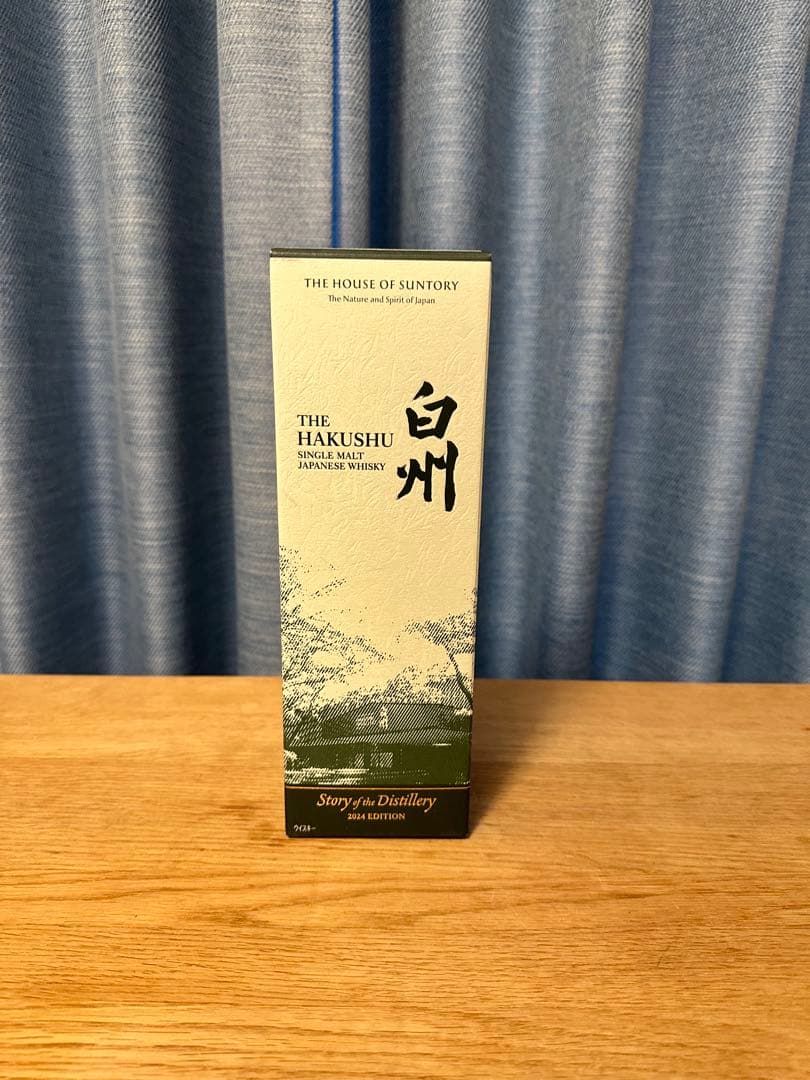 THE HOUSE OF SUNTORY
The Nature and Spirit of Japan
THE
HAKUSHU
SINGLE MALT
JAPANESE WHISKY
白州
Story of the Distillery
2024 EDITION
ウイスキー